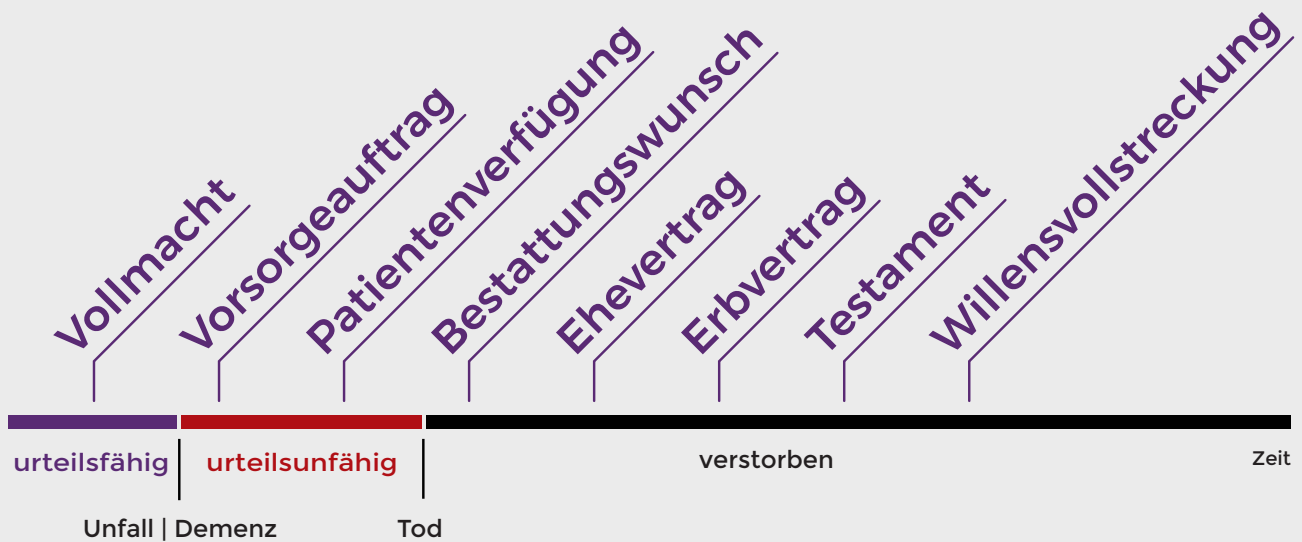 Vollmacht
Vorsorgeauftrag
Patientenverfügung
Bestattungswunsch
Ehevertrag
Erbvertrag
Testament
Willensvollstreckung
urteilsfähig
urteilsunfähig
verstorben
Zeit
Unfall | Demenz
Tod